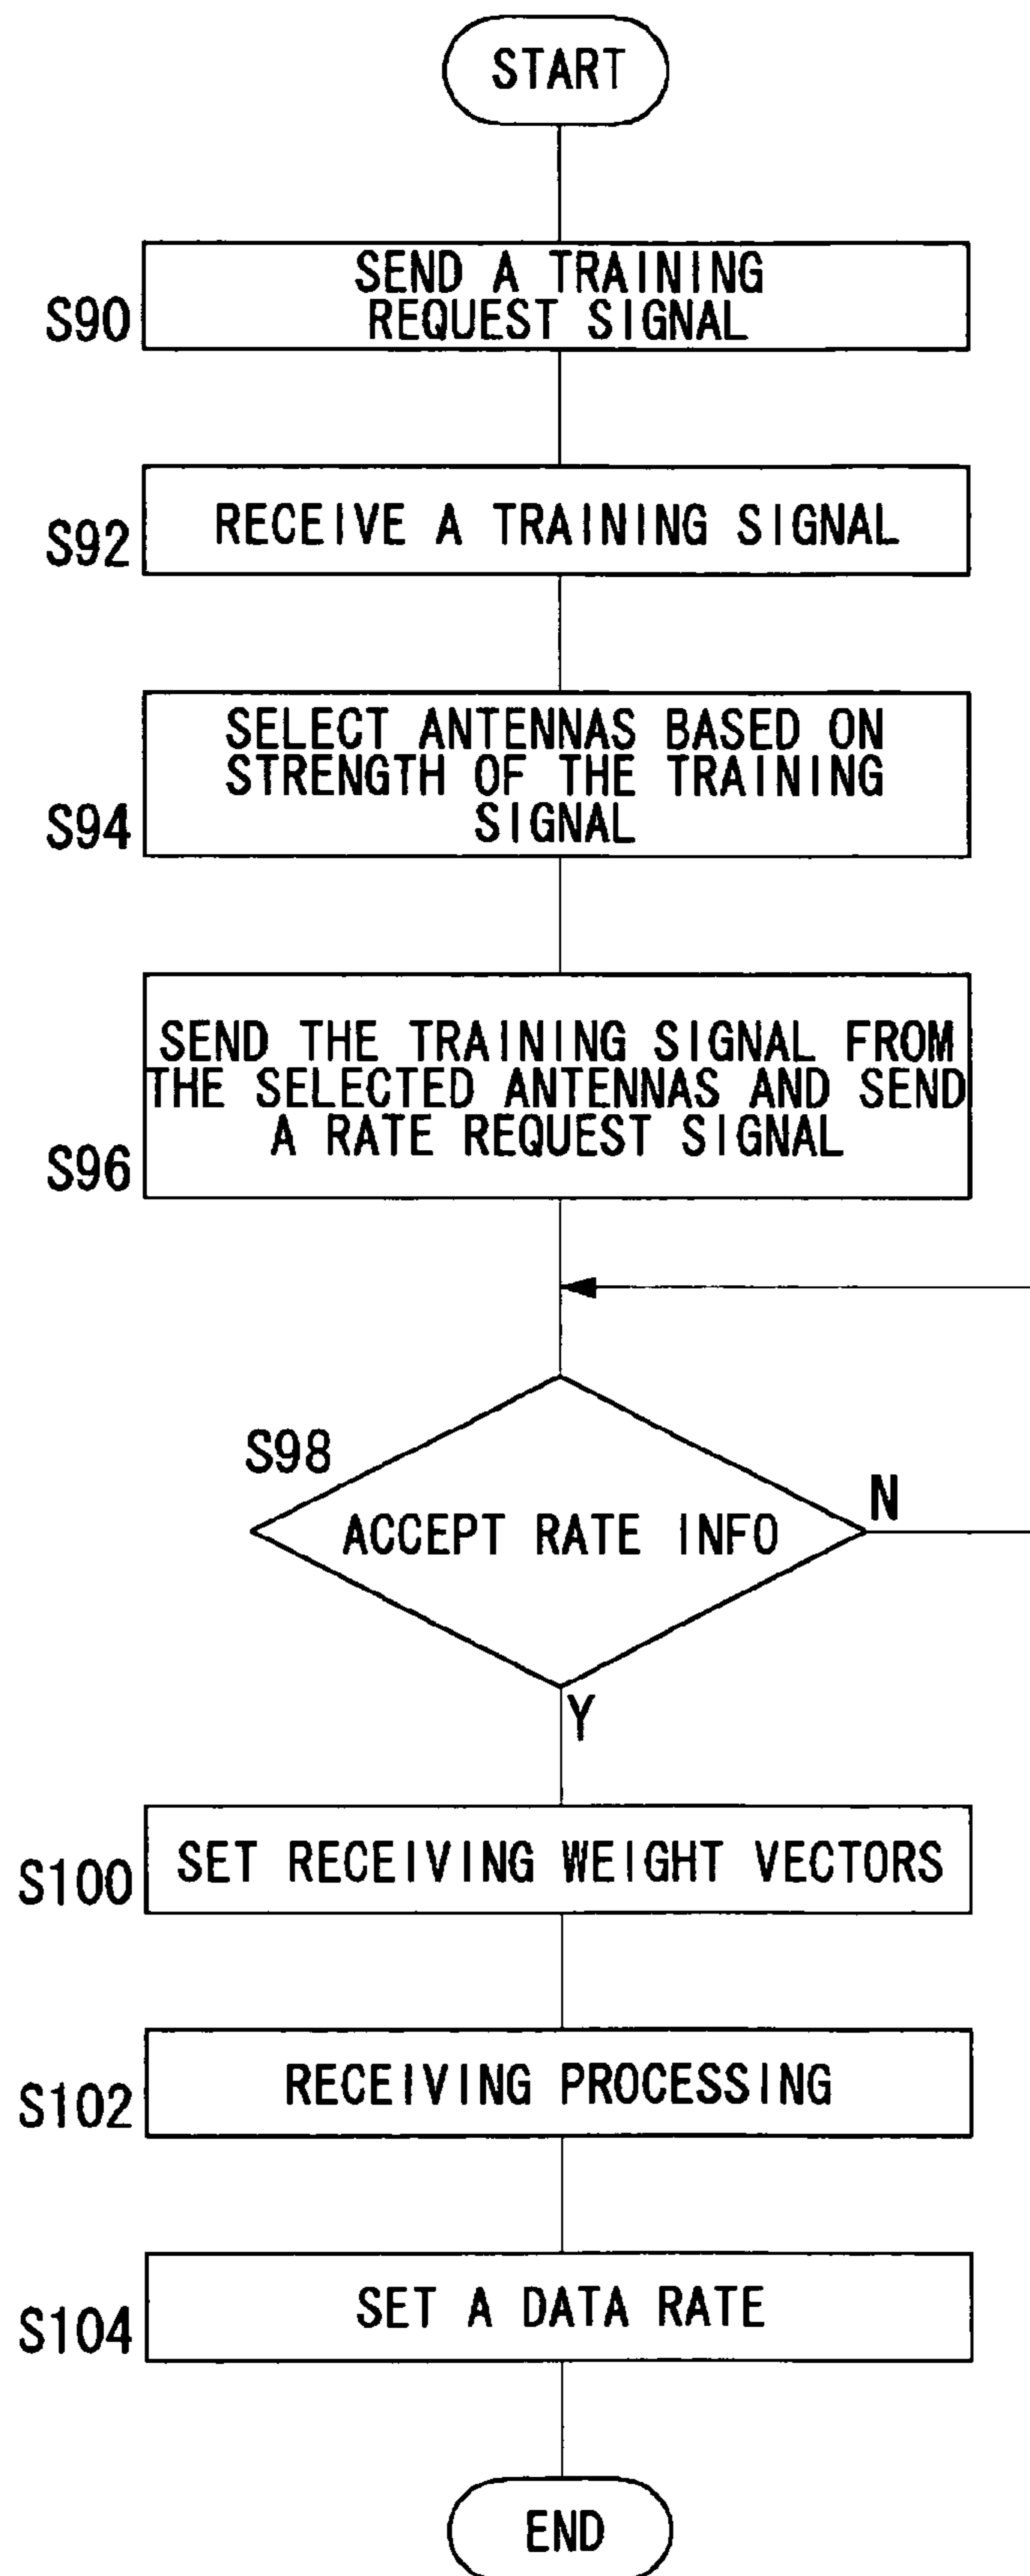 START
SEND A TRAINING
REQUEST SIGNAL
S90
RECEIVE A TRAINING SIGNAL
S92
SELECT ANTENNAS BASED ON
STRENGTH OF THE TRAINING
SIGNAL
S94
SEND THE TRAINING SIGNAL FROM
THE SELECTED ANTENNAS AND SEND
A RATE REQUEST SIGNAL
S96
S98
ACCEPT RATE INFO
N
Y
SET RECEIVING WEIGHT VECTORS
S100
RECEIVING PROCESSING
S102
SET A DATA RATE
S104
END